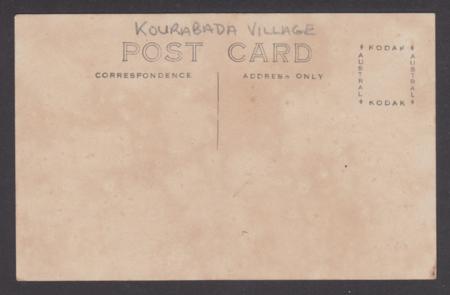 KOURABADA VILLAGE
POST CARD
CORRESPONDENCE
ADDRESS ONLY
KODAK
AUSTRAL
AUSTRAL
KODAK